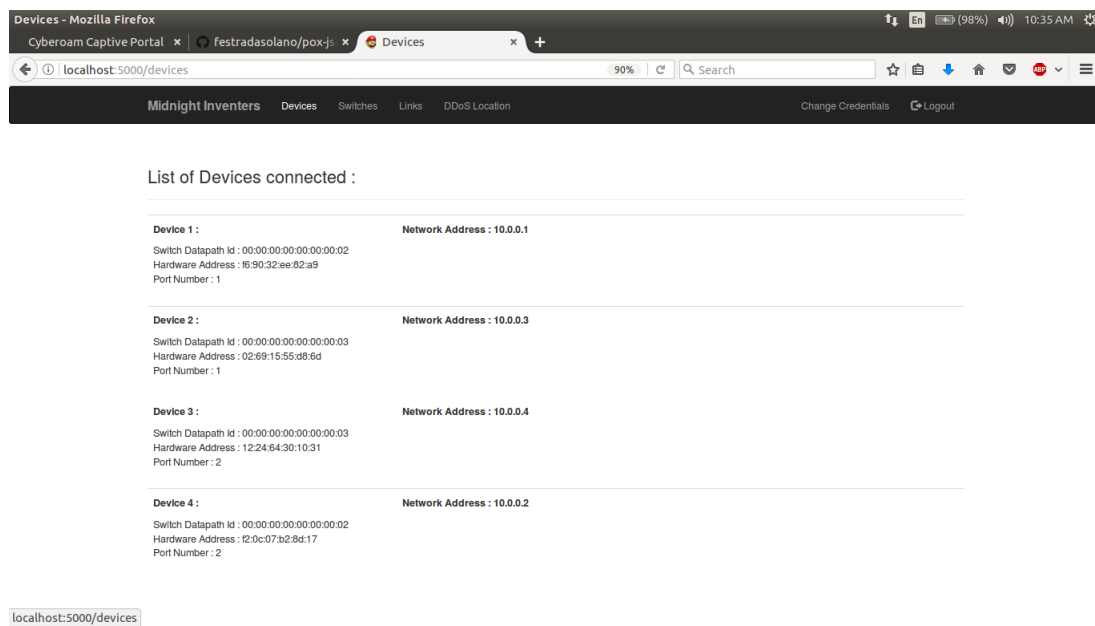 Devices - Mozilla Firefox
En (98%) 10:35 AM
Cyberoam Captive Portal × festradasolano/pox-js × Devices × +
localhost:5000/devices 90% Search ABP
Midnight Inventers Devices Switches Links DDoS Location Change Credentials Logout
List of Devices connected :
Device 1 : Network Address : 10.0.0.1
Switch Datapath Id : 00:00:00:00:00:00:00:02
Hardware Address : f6:90:32:ee:82:a9
Port Number : 1
Device 2 : Network Address : 10.0.0.3
Switch Datapath Id : 00:00:00:00:00:00:00:03
Hardware Address : 02:69:15:55:d8:6d
Port Number : 1
Device 3 : Network Address : 10.0.0.4
Switch Datapath Id : 00:00:00:00:00:00:00:03
Hardware Address : 12:24:64:30:10:31
Port Number : 2
Device 4 : Network Address : 10.0.0.2
Switch Datapath Id : 00:00:00:00:00:00:00:02
Hardware Address : f2:0c:07:b2:8d:17
Port Number : 2
localhost:5000/devices